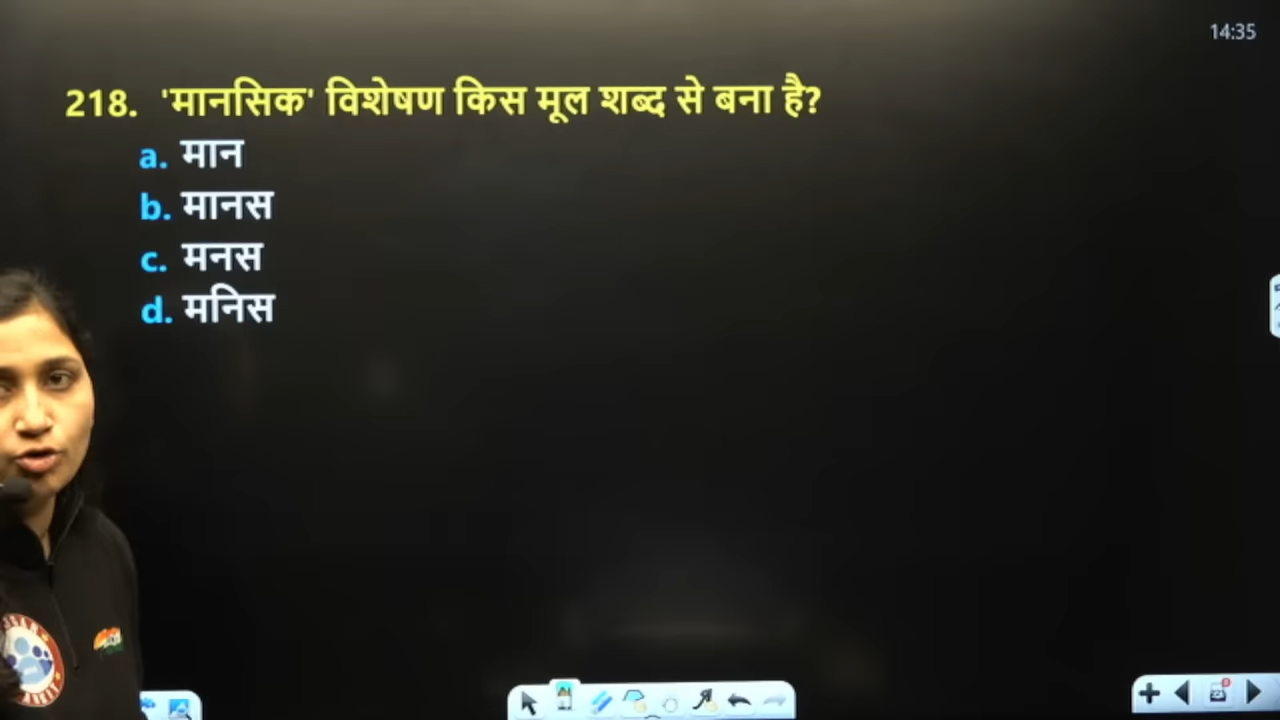 14:35
218. 'मानसिक' विशेषण किस मूल शब्द से बना है?
a. मान
b. मानस
c. मनस
d. मनिस